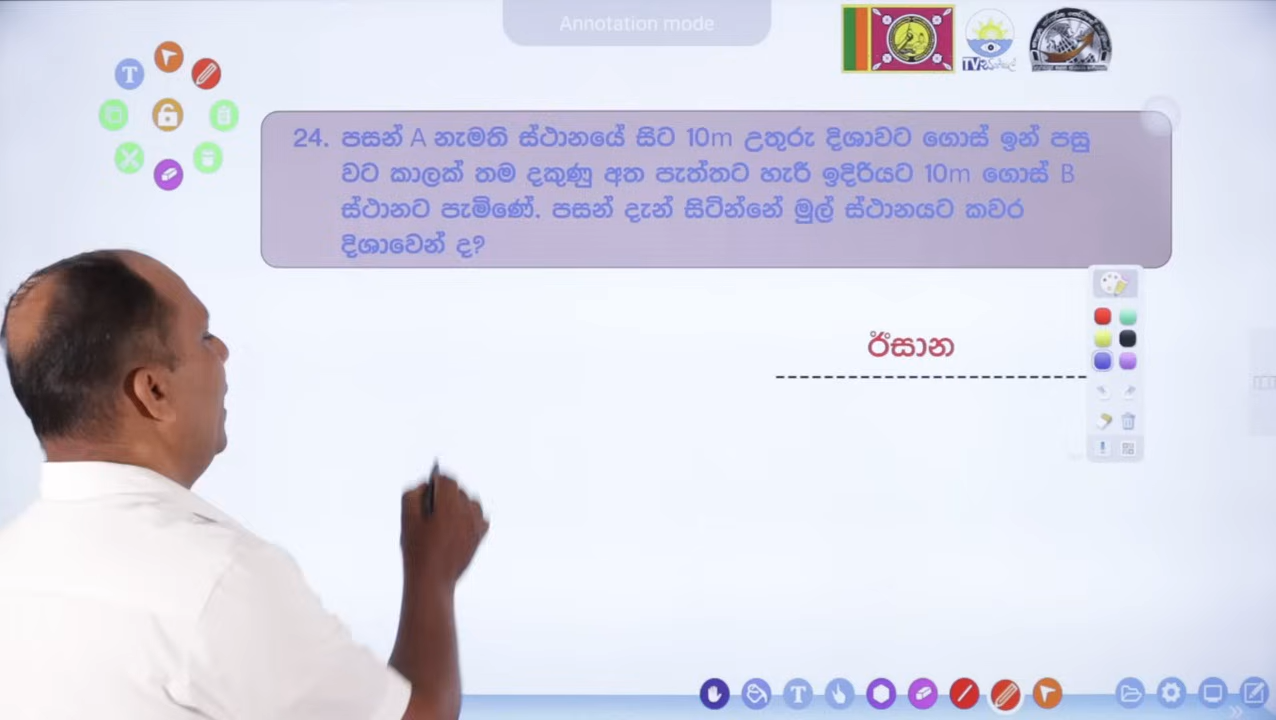 Annotation mode
TV
24. පසන් A නැමති ස්ථානයේ සිට 10m උතුරු දිශාවට ගොස් ඉන් පසු
වට කාලක් තම දකුණු අත පැත්තට හැරී ඉදිරියට 10m ගොස් B
ස්ථානට පැමිණේ. පසන් දැන් සිටින්නේ මුල් ස්ථානයට කවර
දිශාවෙන් ද?
ඊසාන